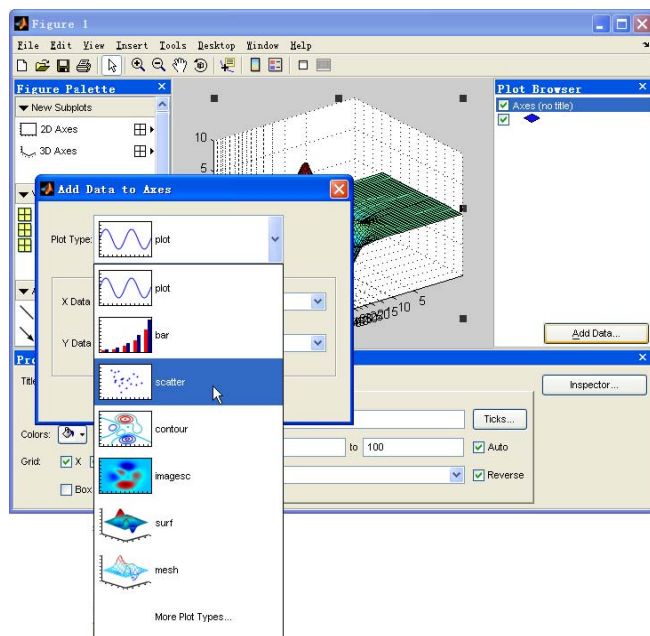 Figure 1
File Edit View Insert Tools Desktop Window Help
Figure Palette
New Subplots
2D Axes
3D Axes
10
5
15 10 5
Plot Browser
Axes (no title)
Add Data...
Add Data to Axes
Plot Type:
plot
X Data
Y Data
plot
bar
scatter
contour
imagesc
surf
mesh
More Plot Types...
Inspector...
Ticks...
Colors:
to 100
Auto
Grid:
X
Reverse
Box